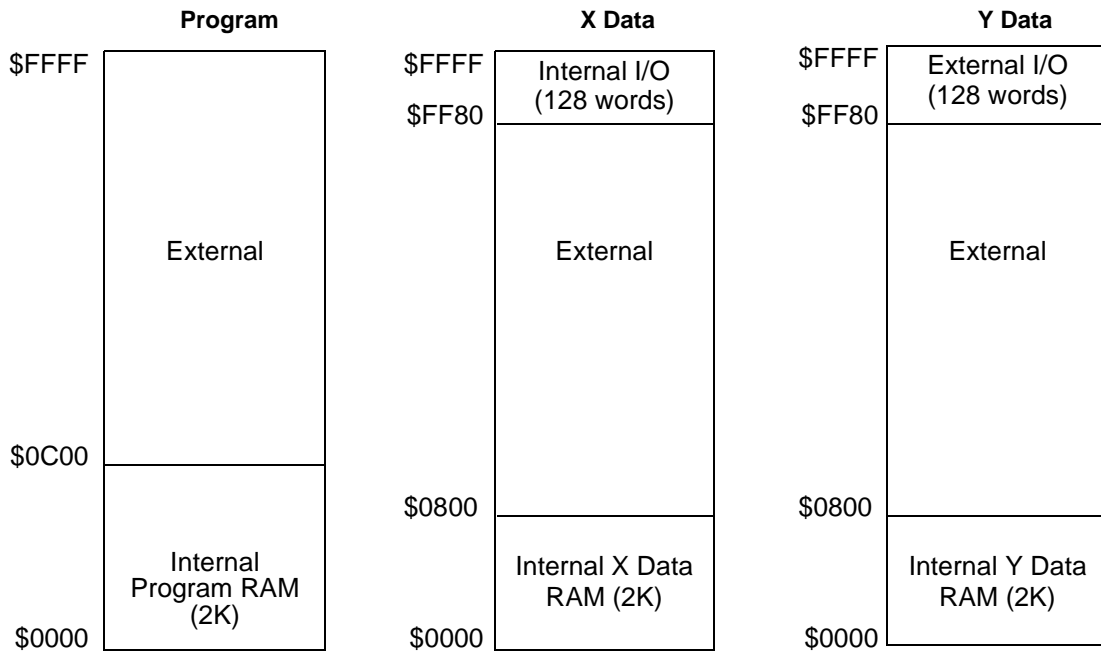 Program
$FFFF
External
$0C00
Internal
Program RAM
(2K)
$0000
X Data
$FFFF
Internal I/O
(128 words)
$FF80
External
$0800
Internal X Data
RAM (2K)
$0000
Y Data
$FFFF
External I/O
(128 words)
$FF80
External
$0800
Internal Y Data
RAM (2K)
$0000